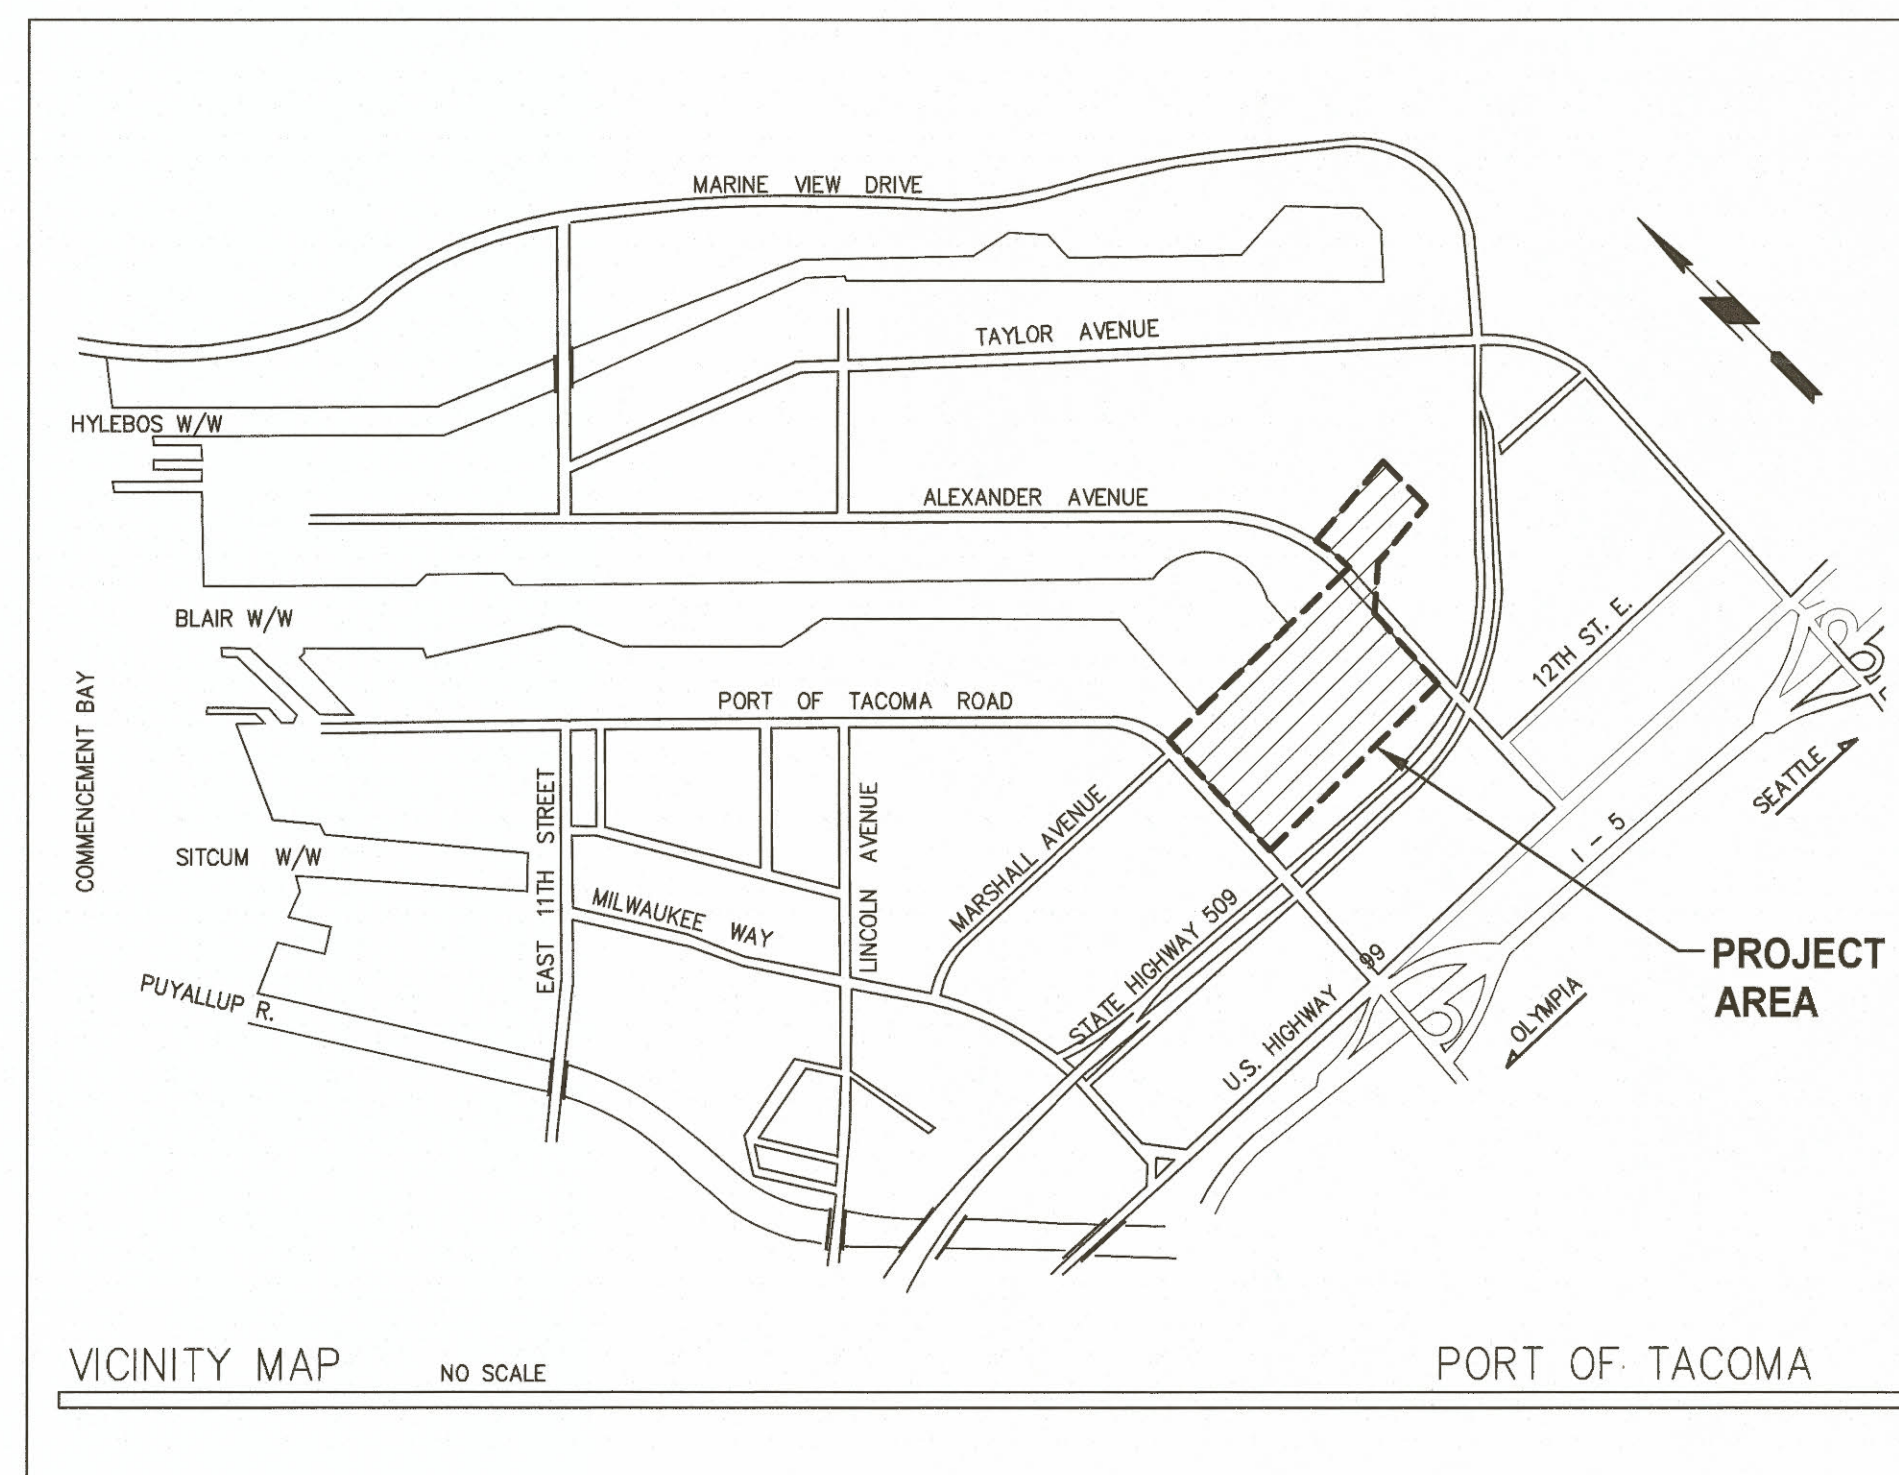 MARINE VIEW DRIVE
TAYLOR AVENUE
HYLEBOS W/W
ALEXANDER AVENUE
BLAIR W/W
12TH ST. E.
COMMENCEMENT BAY
PORT OF TACOMA ROAD
SEATTLE
EAST 11TH STREET
LINCOLN AVENUE
MARSHALL AVENUE
I - 5
SITCUM W/W
MILWAUKEE WAY
STATE HIGHWAY 509
U.S. HIGHWAY 99
PROJECT
AREA
PUYALLUP R.
OLYMPIA
VICINITY MAP
NO SCALE
PORT OF TACOMA